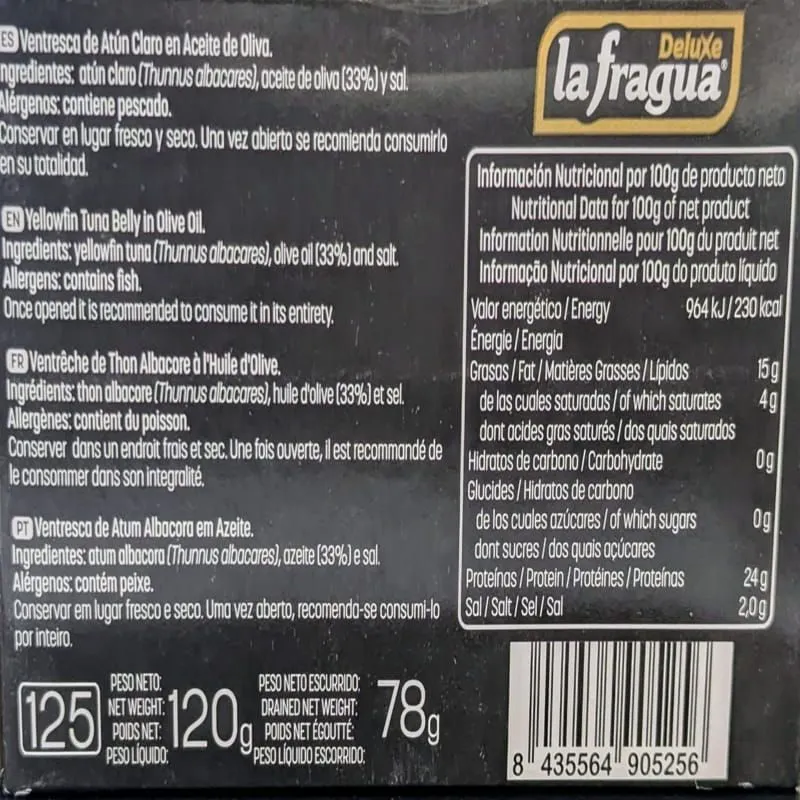 ES Ventresca de Atún Claro en Aceite de Oliva.
ngredientes: atún claro (Thunnus albacares), aceite de oliva (33%) y sal.
Alérgenos: contiene pescado.
Conservar en lugar fresco y seco. Una vez abierto se recomienda consumirlo
en su totalidad.
EN Yellowfin Tuna Belly in Olive Oil.
Ingredients: yellowfin tuna (Thunnus albacares), olive oil (33%) and salt.
Allergens: contains fish.
Once opened it is recommended to consume it in its entirety.
FR Ventrêche de Thon Albacore à l'Huile d'Olive.
Ingrédients: thon albacore (Thunnus albacares), huile d'olive (33%) et sel.
Allergènes: contient du poisson.
Conserver dans un endroit frais et sec. Une fois ouverte, il est recommandé de
le consommer dans son integralité.
PT Ventresca de Atum Albacora em Azeite.
Ingredientes: atum albacora (Thunnus albacares), azeite (33%) e sal.
Alérgenos: contém peixe.
Conservar em lugar fresco e seco. Uma vez aberto, recomenda-se consumi-lo
por inteiro.
125
PESO NETO:
NET WEIGHT:
POIDS NET:
PESO LÍQUIDO:
120g
PESO NETO ESCURRIDO:
DRAINED NET WEIGHT:
POIDS NET ÉGOUTTÉ:
PESO LÍQUIDO ESCORRIDO:
78g
Deluxe
la fragua®
Información Nutricional por 100g de producto neto
Nutritional Data for 100g of net product
Information Nutritionnelle pour 100g du produit net
Informação Nutricional por 100g do produto líquido
Valor energético / Energy 964 kJ / 230 kcal
Énergie / Energia
Grasas / Fat / Matières Grasses / Lípidos 15g
de las cuales saturadas / of which saturates 4g
dont acides gras saturés / dos quais saturados
Hidratos de carbono / Carbohydrate 0g
Glucides / Hidratos de carbono
de los cuales azúcares / of which sugars 0g
dont sucres / dos quais açúcares
Proteínas / Protein / Protéines / Proteínas 24g
Sal / Salt / Sel / Sal 2,0g
8 435564 905256